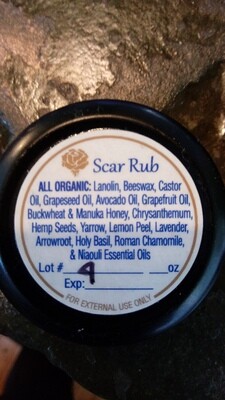 Scar Rub
ALL ORGANIC: Lanolin, Beeswax, Castor
Oil, Grapeseed Oil, Avocado Oil, Grapefruit Oil,
Buckwheat & Manuka Honey, Chrysanthemum,
Hemp Seeds, Yarrow, Lemon Peel, Lavender,
Arrowroot, Holy Basil, Roman Chamomile,
& Niaouli Essential Oils
Lot # 4 oz
Exp:
FOR EXTERNAL USE ONLY